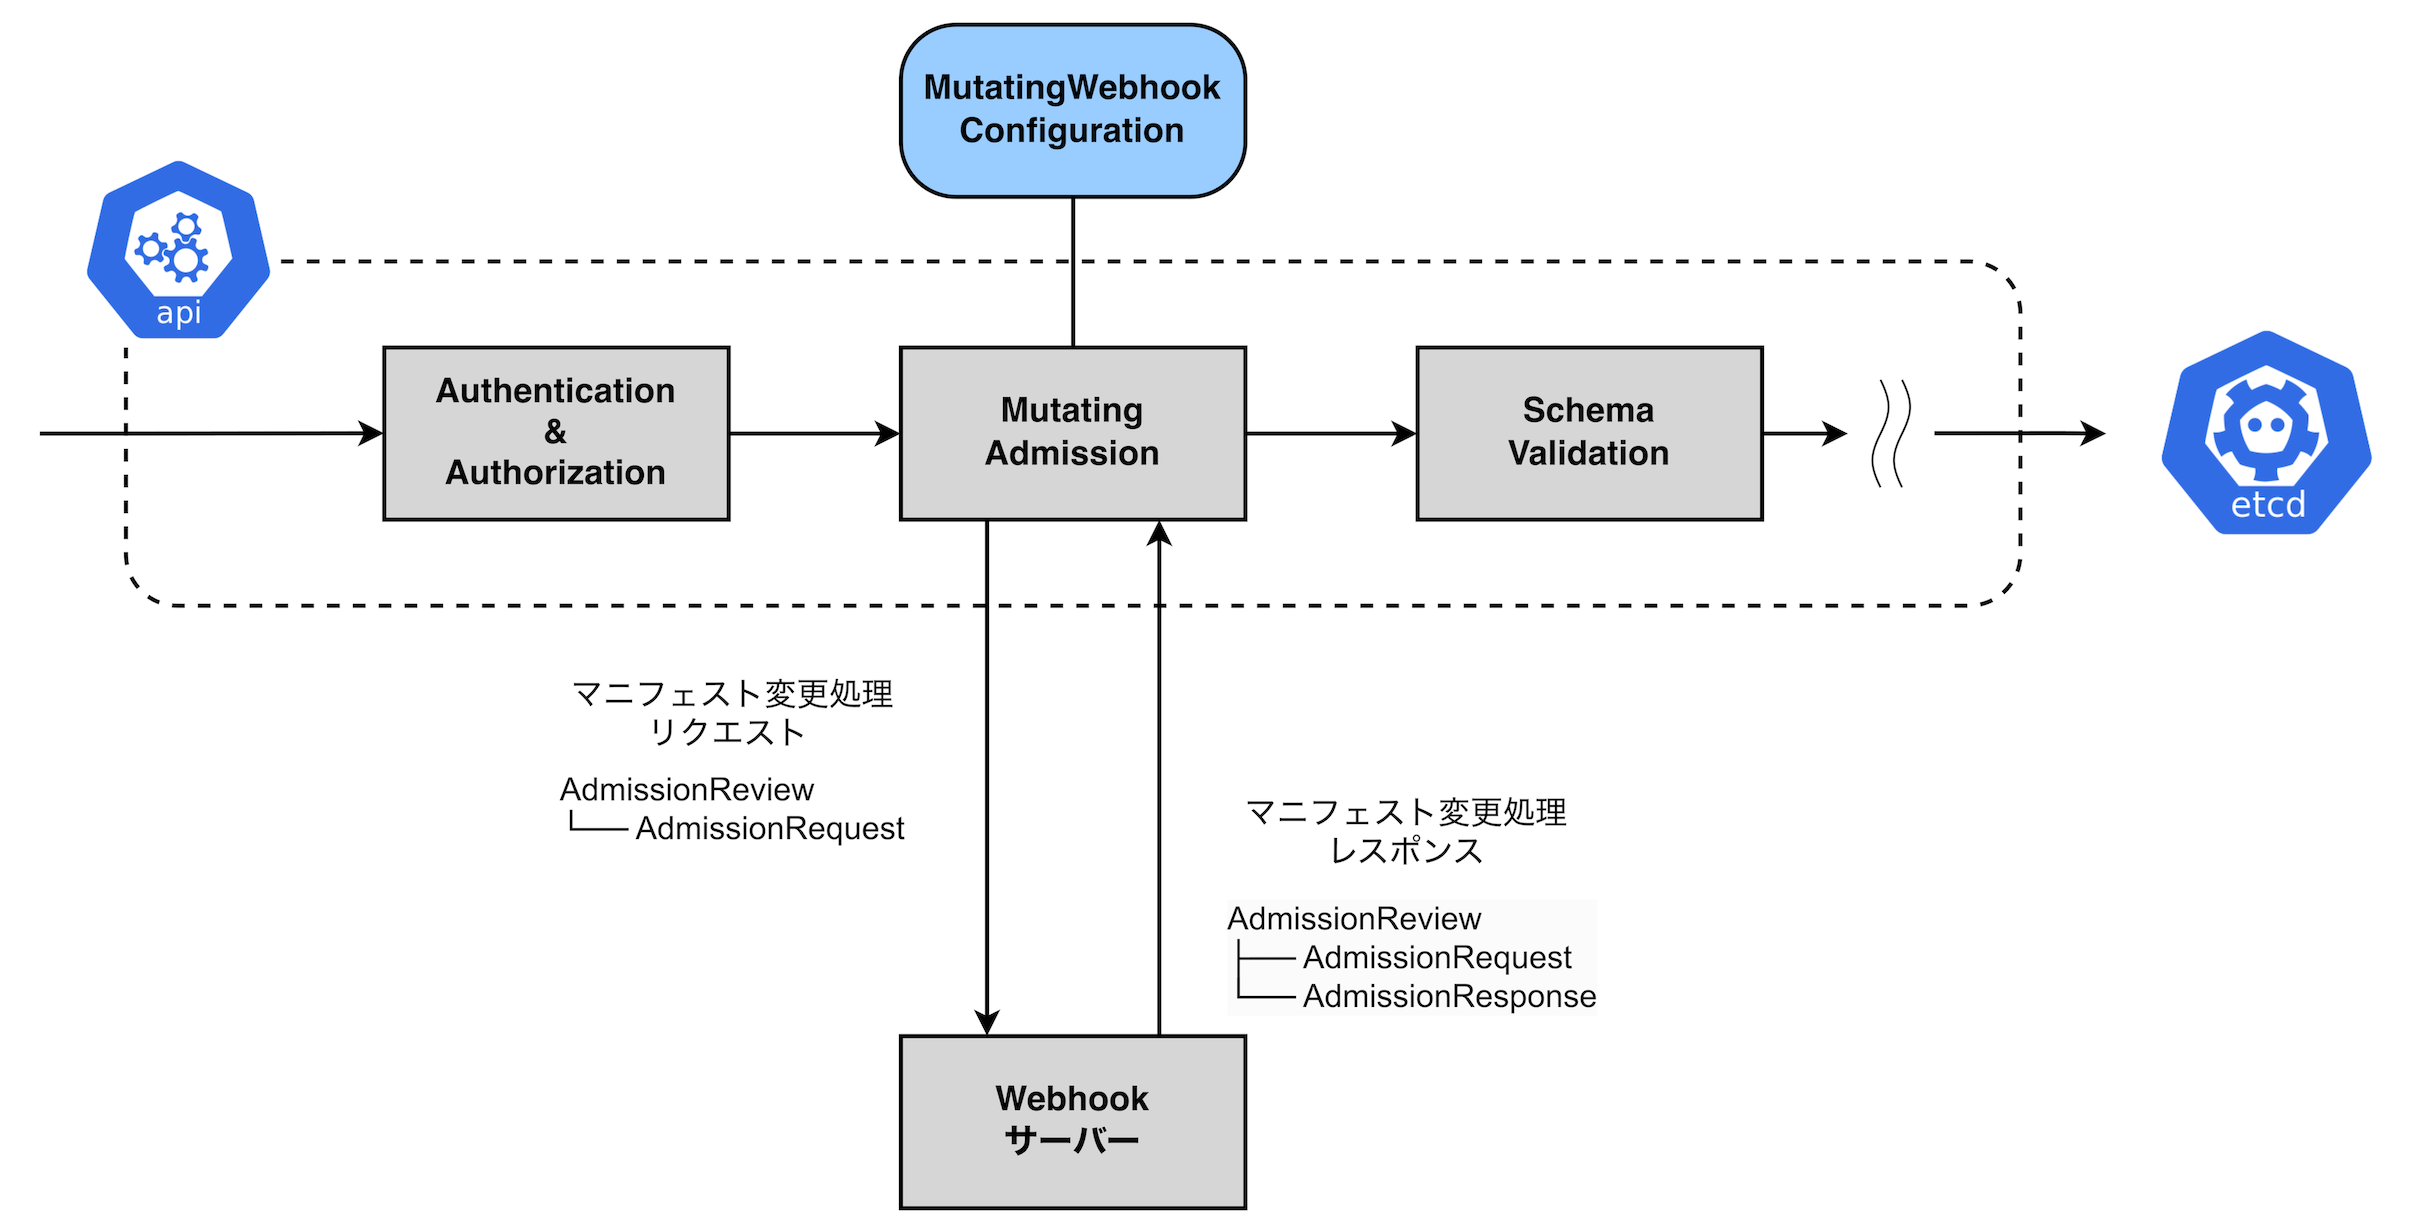 MutatingWebhook
Configuration
api
Authentication
&
Authorization
Mutating
Admission
Schema
Validation
etcd
マニフェスト変更処理
リクエスト
AdmissionReview
AdmissionRequest
マニフェスト変更処理
レスポンス
AdmissionReview
AdmissionRequest
AdmissionResponse
Webhook
サーバー